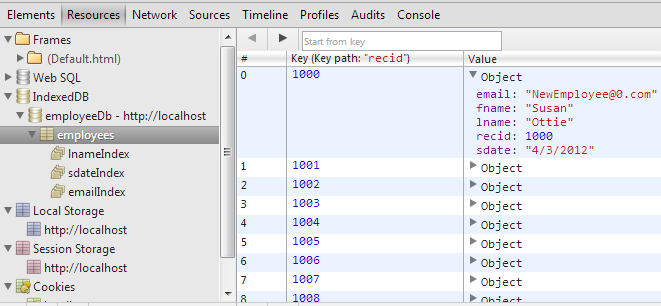 Elements Resources Network Sources Timeline Profiles Audits Console
Frames
(Default.html)
Web SQL
IndexedDB
employeeDb - http://localhost
employees
lnameIndex
sdateIndex
emailIndex
Local Storage
http://localhost
Session Storage
http://localhost
Cookies
Start from key
# Key (Key path: "recid") Value
0 1000 Object
email: "NewEmployee@0.com"
fname: "Susan"
lname: "Ottie"
recid: 1000
sdate: "4/3/2012"
1 1001 Object
2 1002 Object
3 1003 Object
4 1004 Object
5 1005 Object
6 1006 Object
7 1007 Object
8 1008 Object